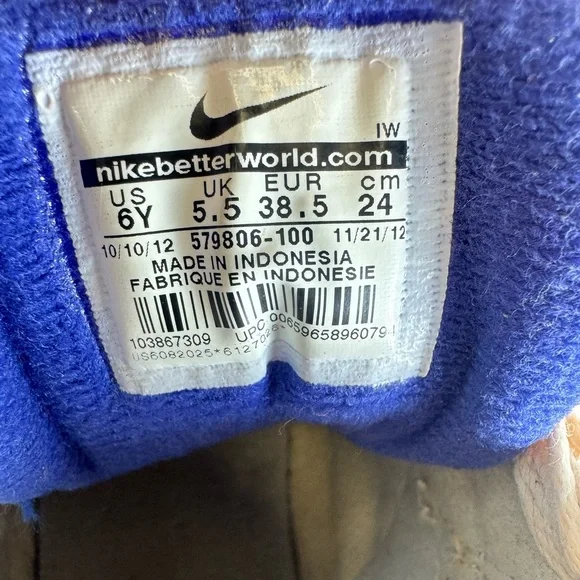 IW
nikebetterworld.com
US UK EUR cm
6Y 5.5 38.5 24
10/10/12 579806-100 11/21/12
MADE IN INDONESIA
FABRIQUE EN INDONESIE
103867309 UPC